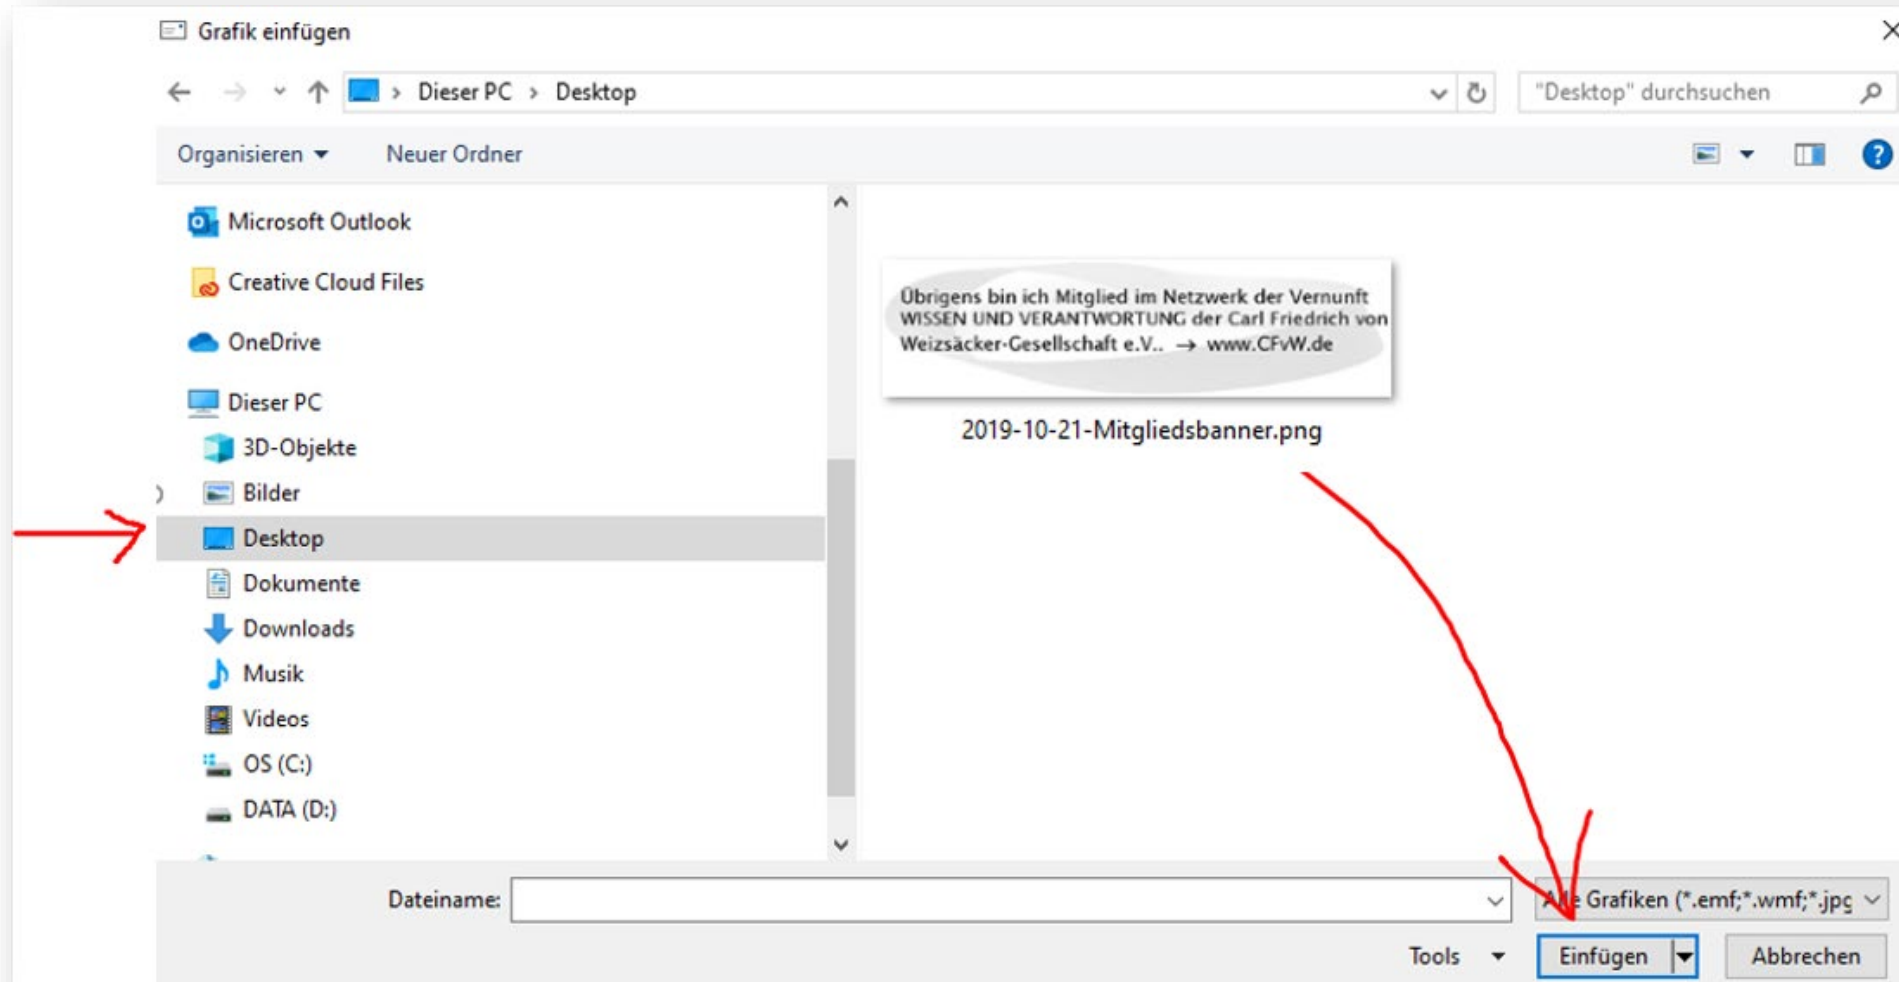 Grafik einfügen
Dieser PC > Desktop
"Desktop" durchsuchen
Organisieren
Neuer Ordner
Microsoft Outlook
Creative Cloud Files
OneDrive
Dieser PC
3D-Objekte
Bilder
Desktop
Dokumente
Downloads
Musik
Videos
OS (C:)
DATA (D:)
Übrigens bin ich Mitglied im Netzwerk der Vernunft
WISSEN UND VERANTWORTUNG der Carl Friedrich von
Weizsäcker-Gesellschaft e.V.. → www.CFvW.de
2019-10-21-Mitgliedsbanner.png
Dateiname:
Alle Grafiken (*.emf;*.wmf;*.jpg
Tools
Einfügen
Abbrechen